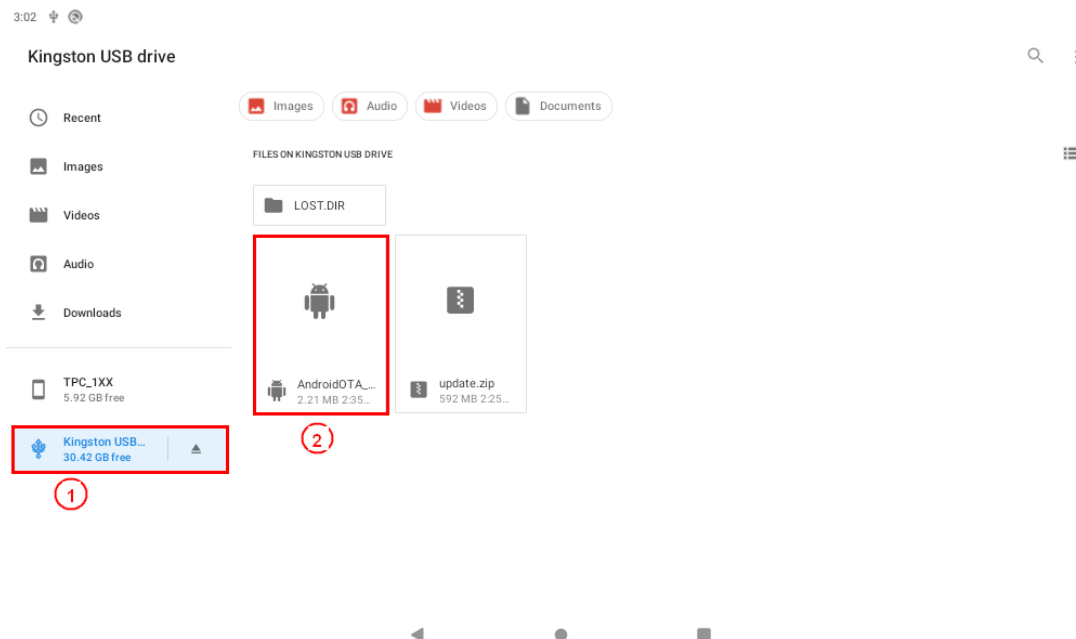 3:02
Kingston USB drive
Recent
Images
Videos
Audio
Downloads
TPC_1XX
5.92 GB free
Kingston USB...
30.42 GB free
1
Images Audio Videos Documents
FILES ON KINGSTON USB DRIVE
LOST.DIR
AndroidOTA_...
2.21 MB 2:35...
update.zip
592 MB 2:25...
2